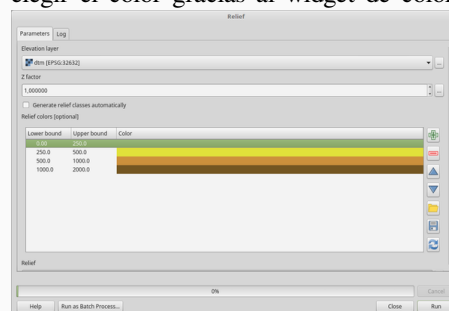 elegir el color gracias al widget de color
Relief
Parameters Log
Elevation layer
dtm [EPSG:32632]
...
Z factor
1,000000
...
Generate relief classes automatically
Relief colors [optional]
Lower bound Upper bound Color
0.00 250.0
250.0 500.0
500.0 1000.0
1000.0 2000.0
Relief
0%
Cancel
Help Run as Batch Process... Close Run